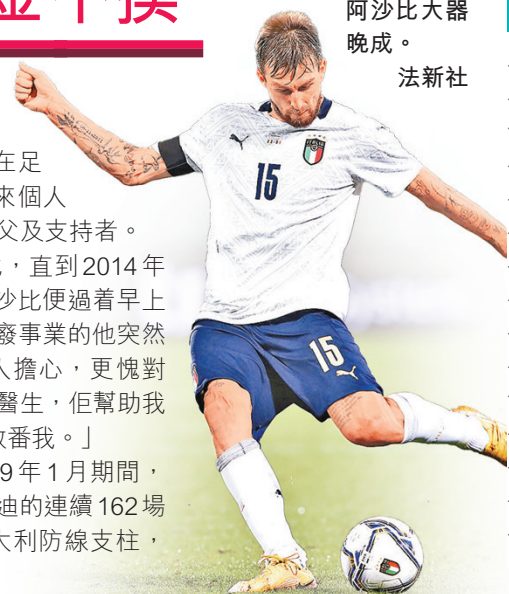 阿沙比大器
晚成。
法新社
在足
來個人
父及支持者。
，直到2014年
沙比便過着早上
廢事業的他突然
人擔心，更愧對
醫生，佢幫助我
番我。」
9年1月期間，
迪的連續162場
大利防線支柱，
15
ITALIA
15